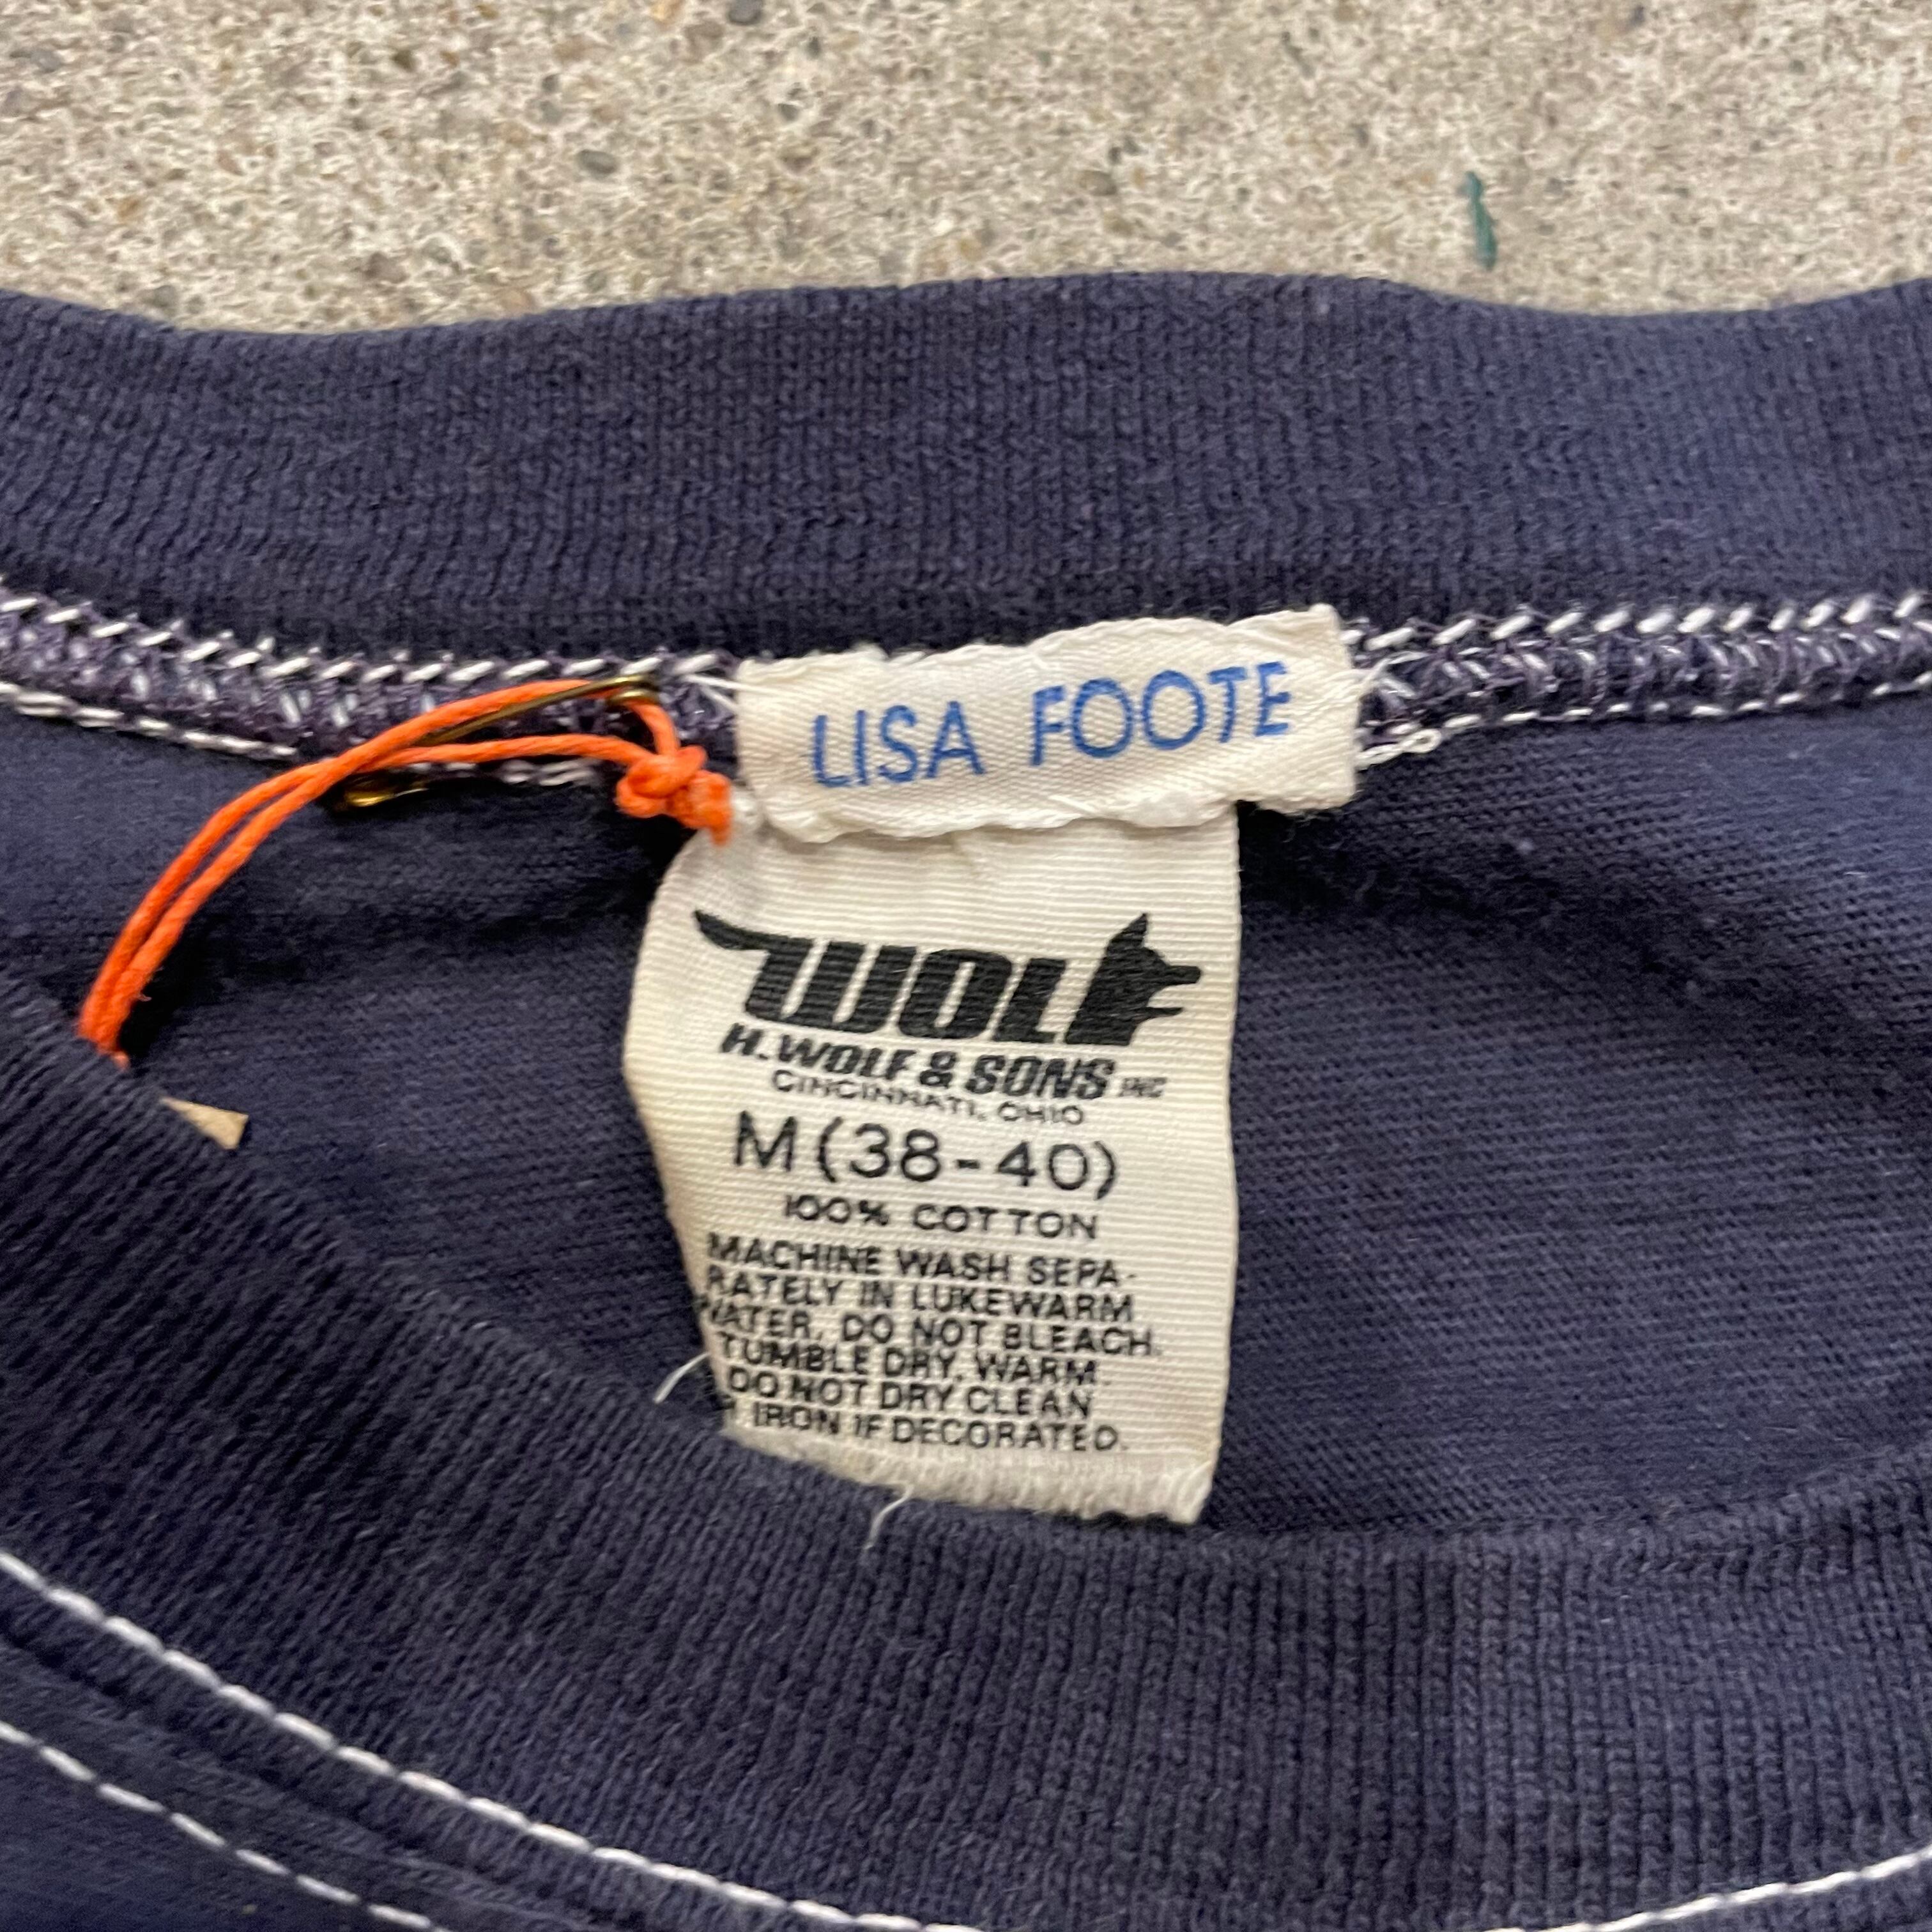 LISA FOOTE
WOLF
H. WOLF & SONS INC
CINCINNATI, OHIO
M (38-40)
100% COTTON
MACHINE WASH SEPA-
RATELY IN LUKEWARM
WATER. DO NOT BLEACH.
TUMBLE DRY, WARM.
DO NOT DRY CLEAN
IRON IF DECORATED.